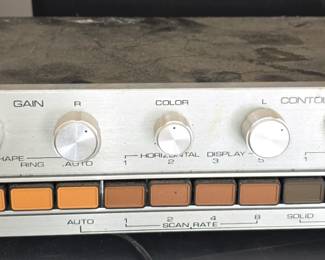 GAIN R COLOR L CONTO
HAPE HORIZONTAL DISPLAY
RING .AUTO 1 2 3 5 1
AUTO 1 2 4 8 SOLID
SCAN RATE